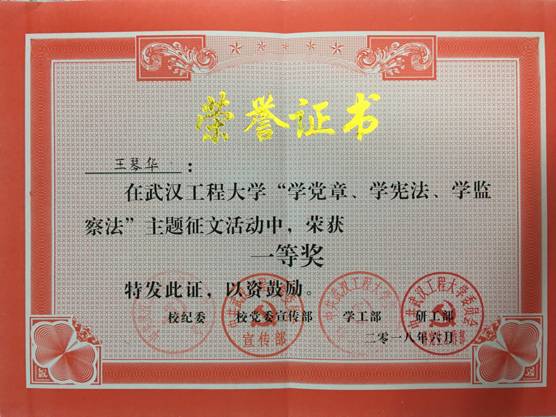 荣誉证书
王琴华：
在武汉工程大学“学党章、学宪法、学监
察法”主题征文活动中，荣获
一等奖
特发此证，以资鼓励。
校纪委 校党委宣传部 学工部 研工部
二零一八年六月
宣传部